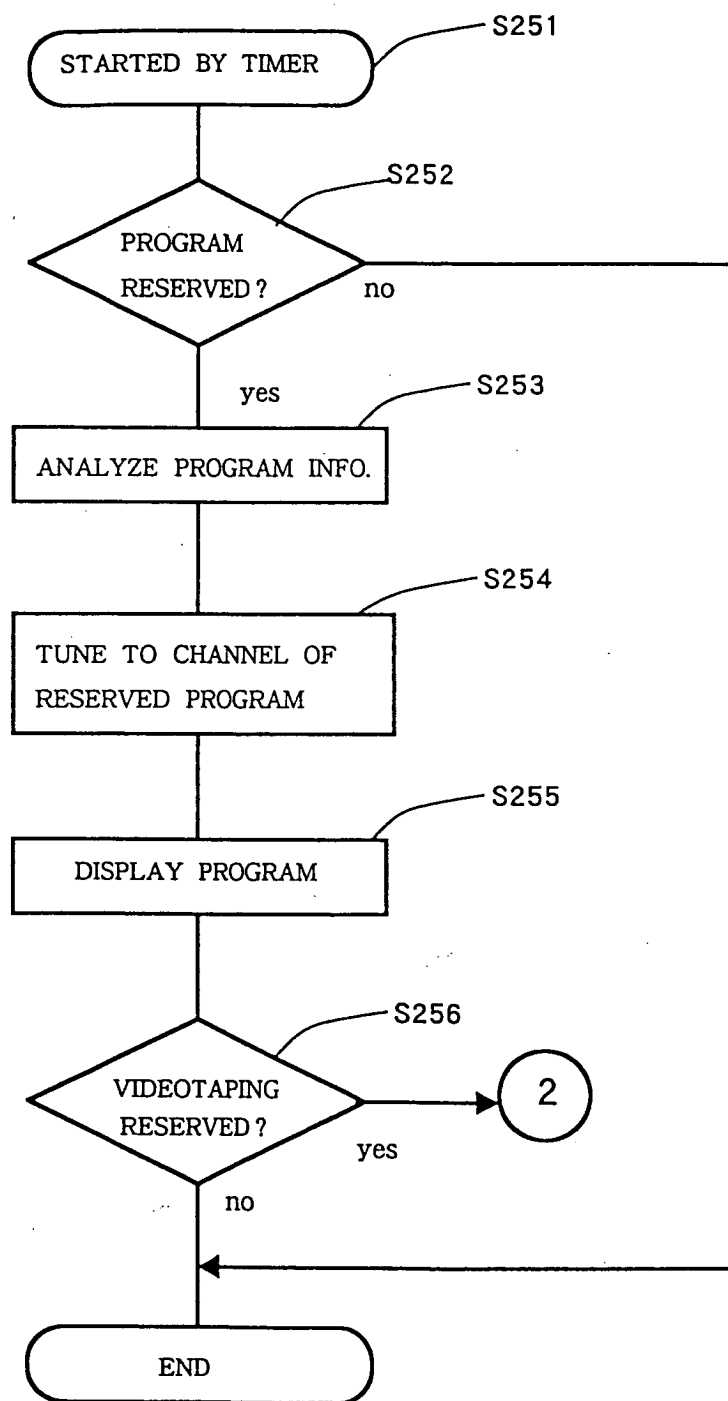 S251
STARTED BY TIMER
S252
PROGRAM
RESERVED?
no
yes
S253
ANALYZE PROGRAM INFO.
S254
TUNE TO CHANNEL OF
RESERVED PROGRAM
S255
DISPLAY PROGRAM
S256
VIDEOTAPING
RESERVED?
2
yes
no
END